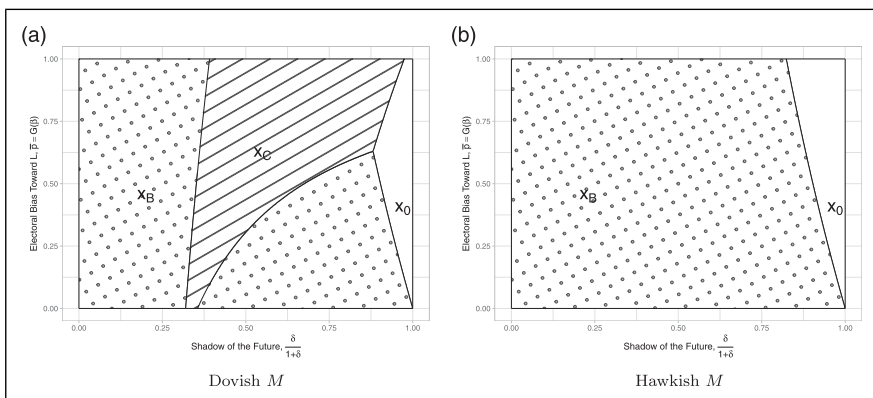 (a)
Electoral Bias Toward L, p̅ = G(β)
1.00
0.75
0.50
0.25
0.00
x_B
x_C
x_0
0.00 0.25 0.50 0.75 1.00
Shadow of the Future, δ/(1+δ)
Dovish M
(b)
Electoral Bias Toward L, p̅ = G(β)
1.00
0.75
0.50
0.25
0.00
x_B
x_0
0.00 0.25 0.50 0.75 1.00
Shadow of the Future, δ/(1+δ)
Hawkish M